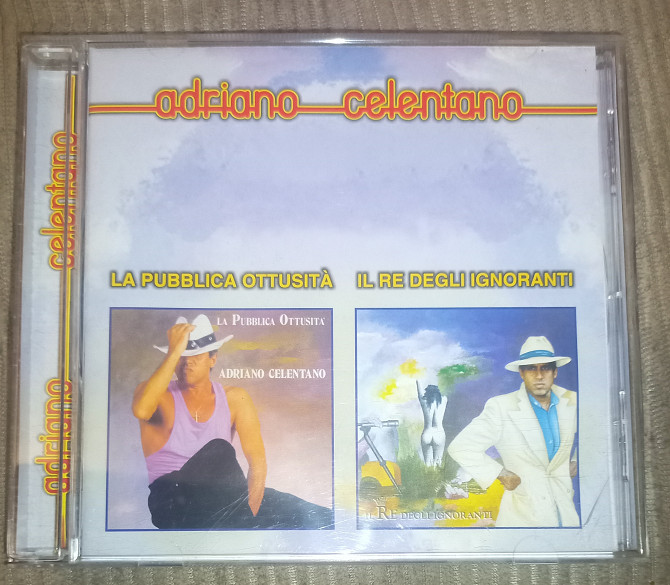 adriano celentano
adriano celentano
LA PUBBLICA OTTUSITÀ
IL RE DEGLI IGNORANTI
LA PUBBLICA OTTUSITA'
ADRIANO CELENTANO
IL RE DEGLI IGNORANTI